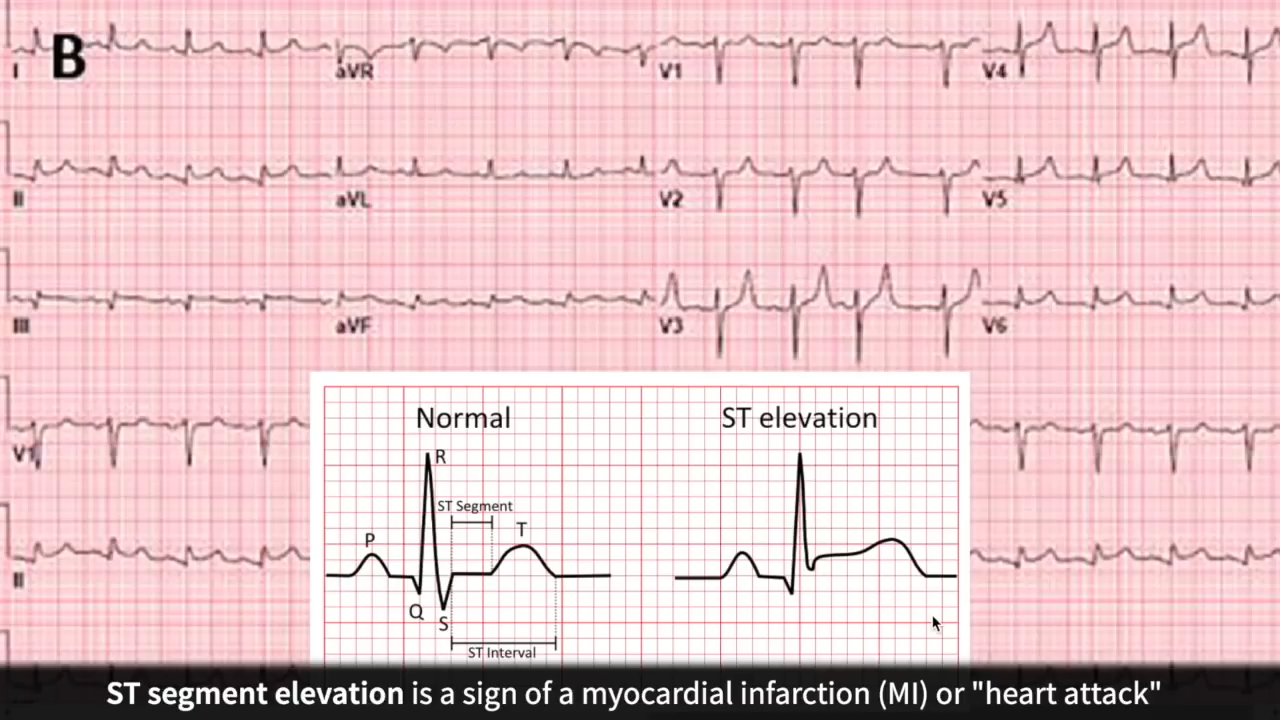 B
I
aVR
V1
V4
II
aVL
V2
V5
III
aVF
V3
V6
V1
II
Normal
ST elevation
R
ST Segment
P
T
Q
S
ST Interval
ST segment elevation is a sign of a myocardial infarction (MI) or "heart attack"